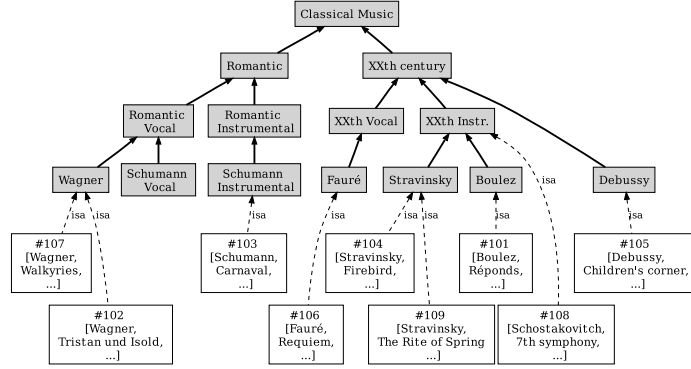 Classical Music
Romantic
XXth century
Romantic
Vocal
Romantic
Instrumental
XXth Vocal
XXth Instr.
Wagner
Schumann
Vocal
Schumann
Instrumental
Fauré
Stravinsky
Boulez
Debussy
isa
isa
isa
isa
isa
isa
isa
isa
isa
#107
[Wagner,
Walkyries,
...]
#103
[Schumann,
Carnaval,
...]
#104
[Stravinsky,
Firebird,
...]
#101
[Boulez,
Réponds,
...]
#105
[Debussy,
Children's corner,
...]
#102
[Wagner,
Tristan und Isold,
...]
#106
[Fauré,
Requiem,
...]
#109
[Stravinsky,
The Rite of Spring
...]
#108
[Schostakovitch,
7th symphony,
...]